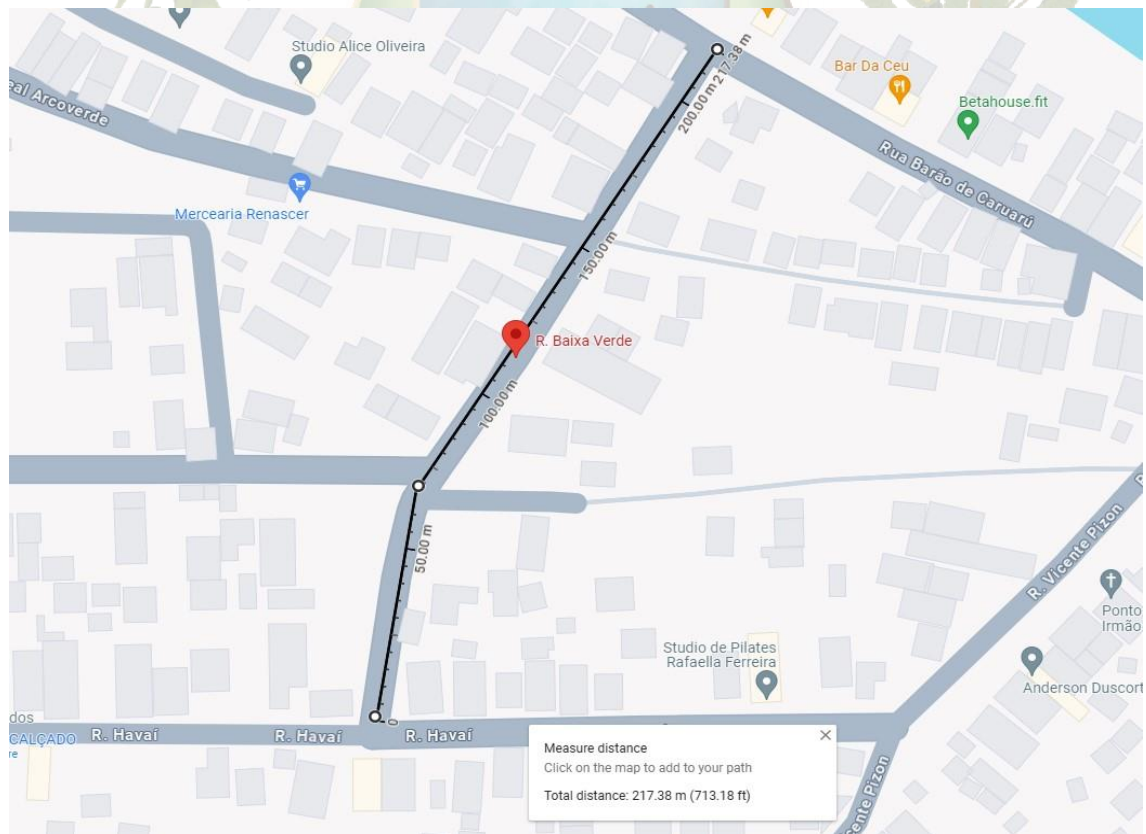 Studio Alice Oliveira
217.38 m
200.00 m
Bar Da Ceu
Betahouse.fit
eal Arcoverde
Rua Barão de Caruarú
Mercearia Renascer
150.00 m
R. Baixa Verde
100.00 m
50.00 m
R. Vicente Pizon
Ponto
Irmão
Studio de Pilates
Rafaella Ferreira
Anderson Duscort
0
dos
CALÇADO
re
R. Havaí
R. Havaí
R. Havaí
Measure distance
Click on the map to add to your path
Total distance: 217.38 m (713.18 ft)
cente Pizon